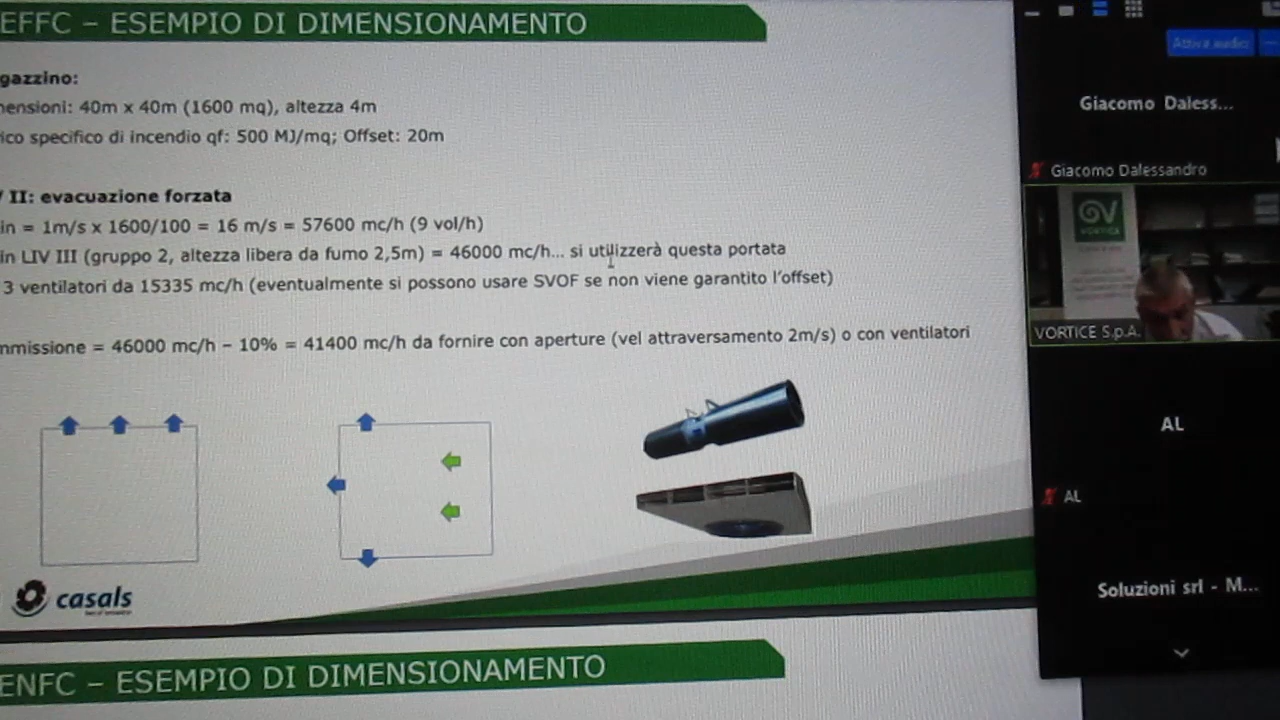 EFFC – ESEMPIO DI DIMENSIONAMENTO
gazzino:
nensioni: 40m x 40m (1600 mq), altezza 4m
ico specifico di incendio qf: 500 MJ/mq; Offset: 20m
/ II: evacuazione forzata
in = 1m/s x 1600/100 = 16 m/s = 57600 mc/h (9 vol/h)
in LIV III (gruppo 2, altezza libera da fumo 2,5m) = 46000 mc/h... si utilizzerà questa portata
3 ventilatori da 15335 mc/h (eventualmente si possono usare SVOF se non viene garantito l'offset)
nmissione = 46000 mc/h – 10% = 41400 mc/h da fornire con aperture (vel attraversamento 2m/s) o con ventilatori
casals
ENFC – ESEMPIO DI DIMENSIONAMENTO
Attiva audio
Giacomo Daless...
Giacomo Dalessandro
VORTICE
VORTICE S.p.A.
AL
AL
Soluzioni srl - M...